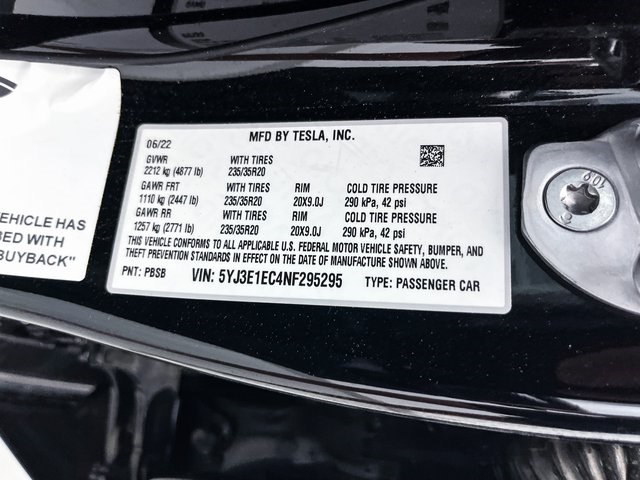 06/22 MFD BY TESLA, INC.
GVWR WITH TIRES
2212 kg (4877 lb) 235/35R20
GAWR FRT WITH TIRES RIM COLD TIRE PRESSURE
1110 kg (2447 lb) 235/35R20 20X9.0J 290 kPa, 42 psi
GAWR RR WITH TIRES RIM COLD TIRE PRESSURE
1257 kg (2771 lb) 235/35R20 20X9.0J 290 kPa, 42 psi
THIS VEHICLE CONFORMS TO ALL APPLICABLE U.S. FEDERAL MOTOR VEHICLE SAFETY, BUMPER, AND
THEFT PREVENTION STANDARDS IN EFFECT ON THE DATE OF MANUFACTURE SHOWN ABOVE.
PNT: PBSB VIN: 5YJ3E1EC4NF295295 TYPE: PASSENGER CAR
EHICLE HAS
ED WITH
BUYBACK"
10.9